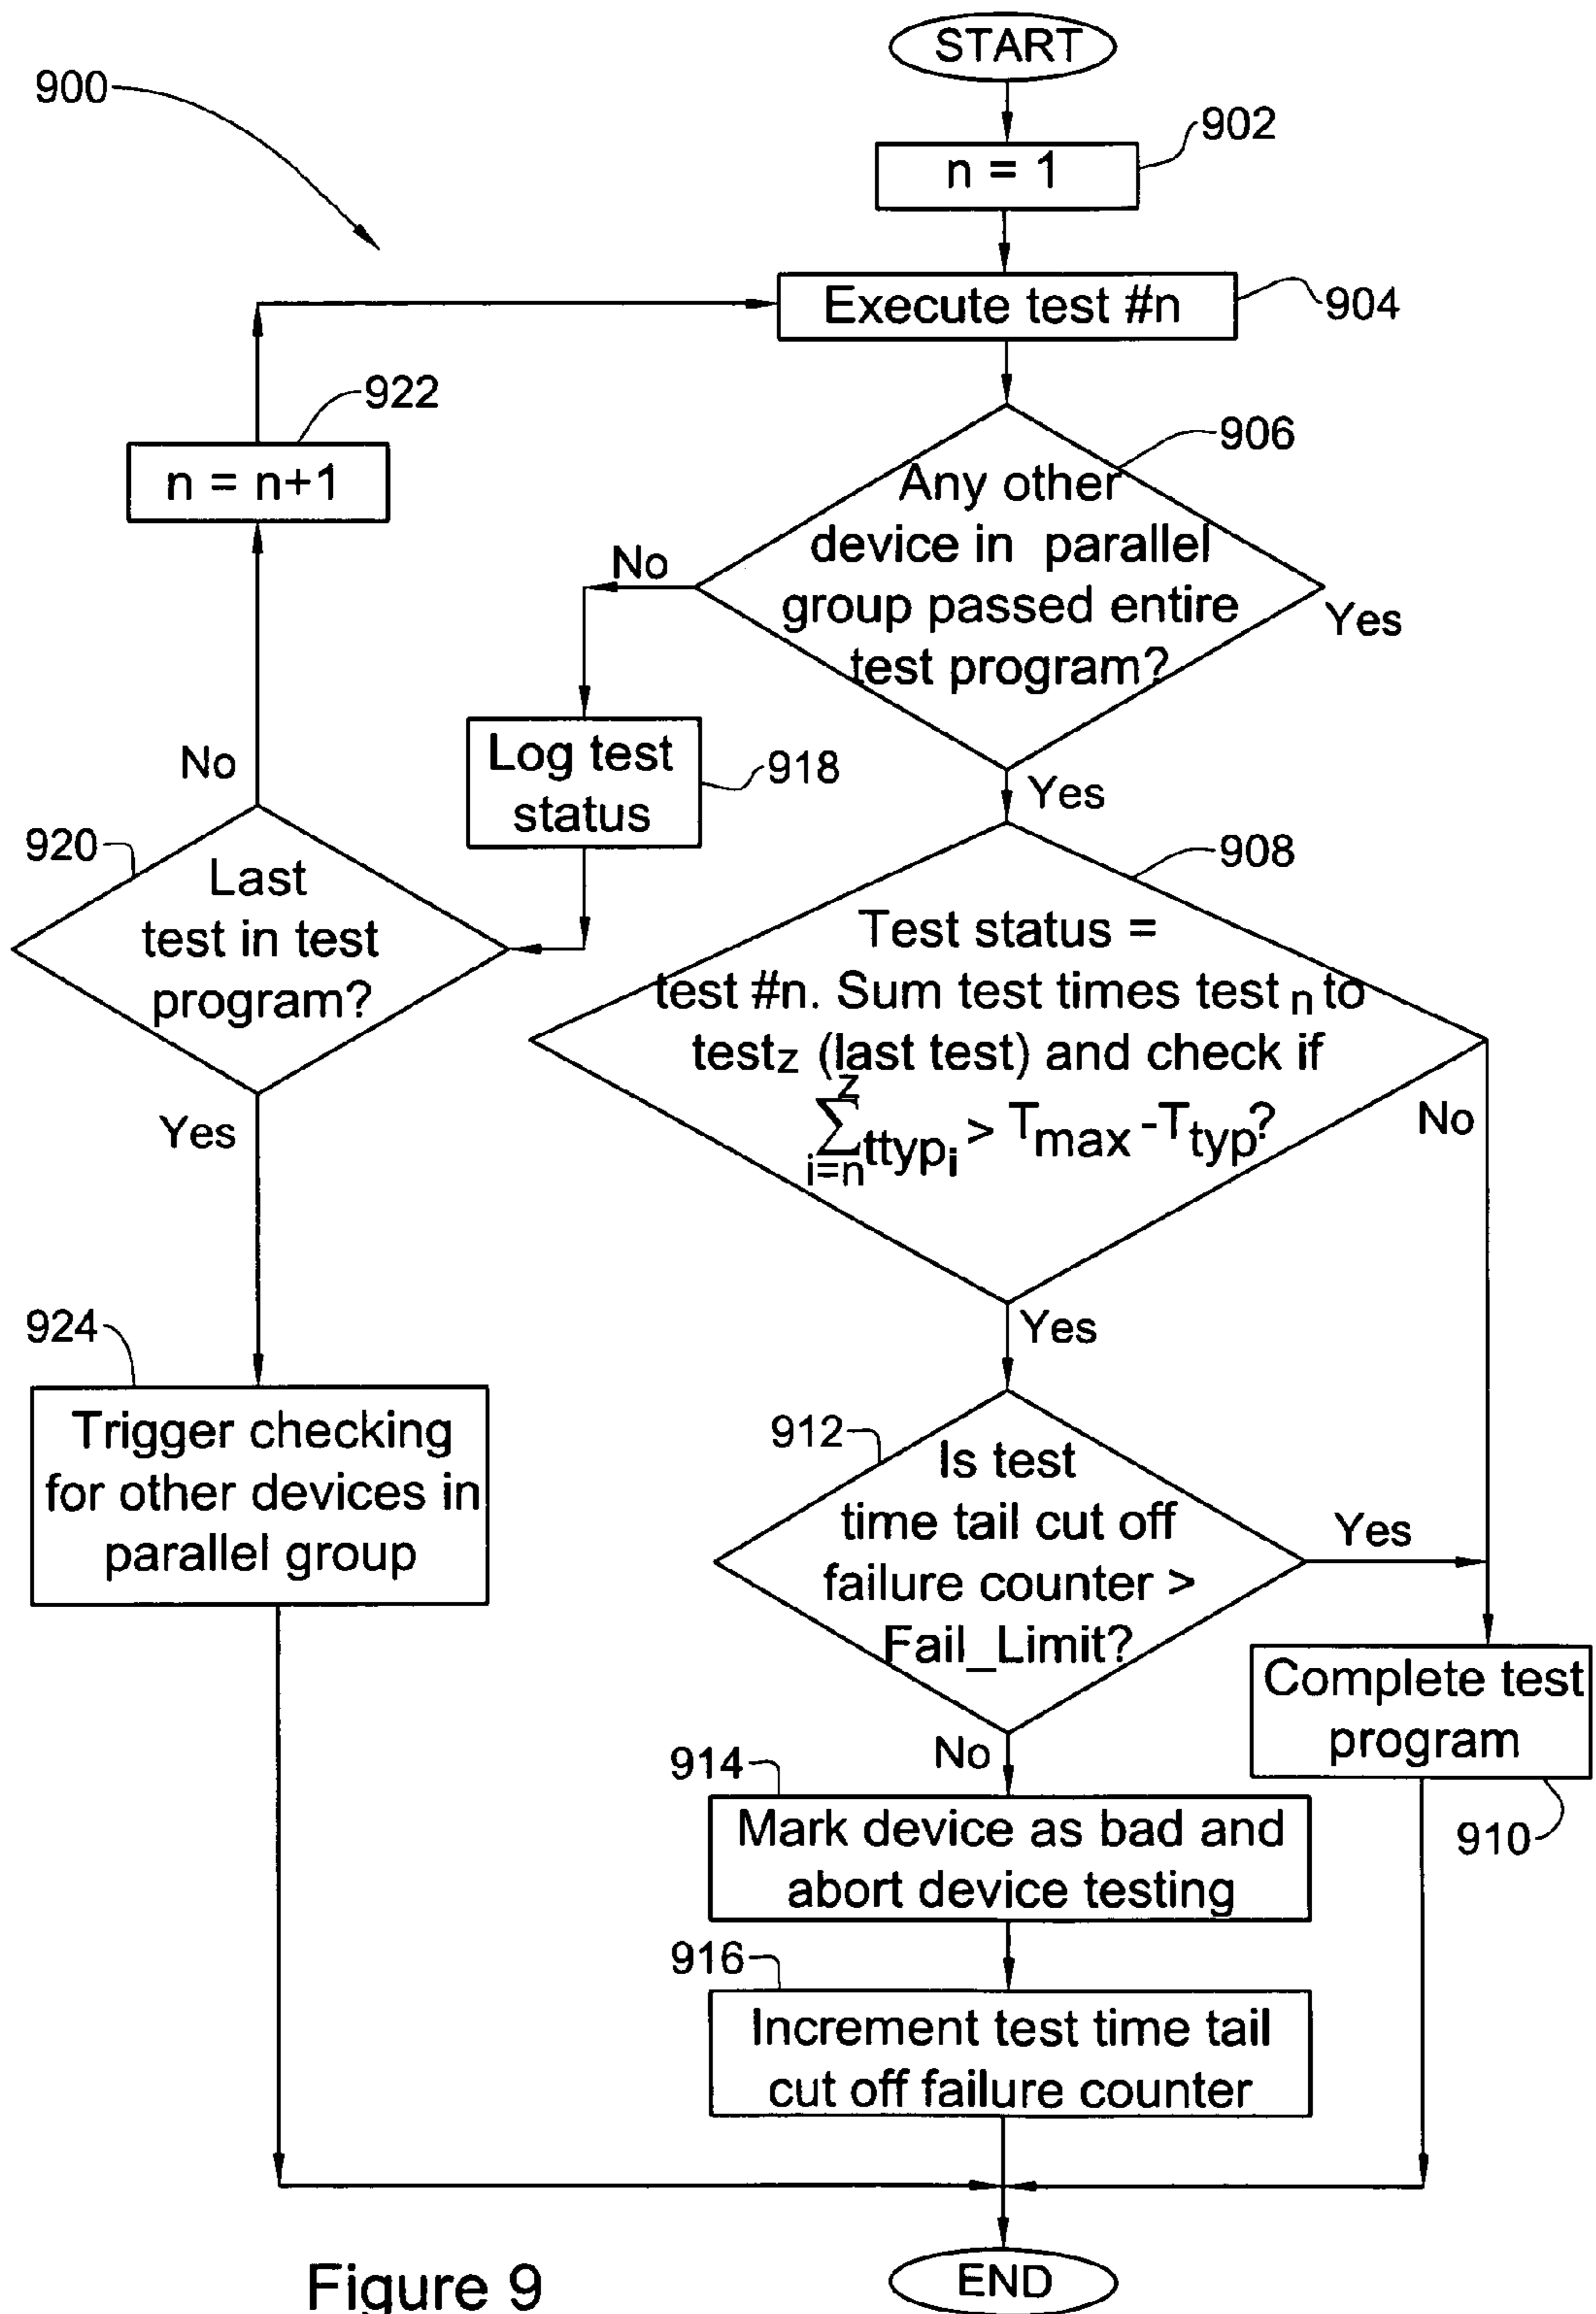 START
900
902
n = 1
Execute test #n
904
922
n = n+1
906
Any other
device in parallel
group passed entire
test program?
No
Yes
Log test
status
918
Yes
No
920
Last
test in test
program?
908
Test status =
test #n. Sum test times test n to
testz (last test) and check if
z
∑ ttypi > Tmax -Ttyp?
i=n
No
Yes
Yes
924
Trigger checking
for other devices in
parallel group
912
Is test
time tail cut off
failure counter >
Fail_Limit?
Yes
Complete test
program
910
No
914
Mark device as bad and
abort device testing
916
Increment test time tail
cut off failure counter
Figure 9
END